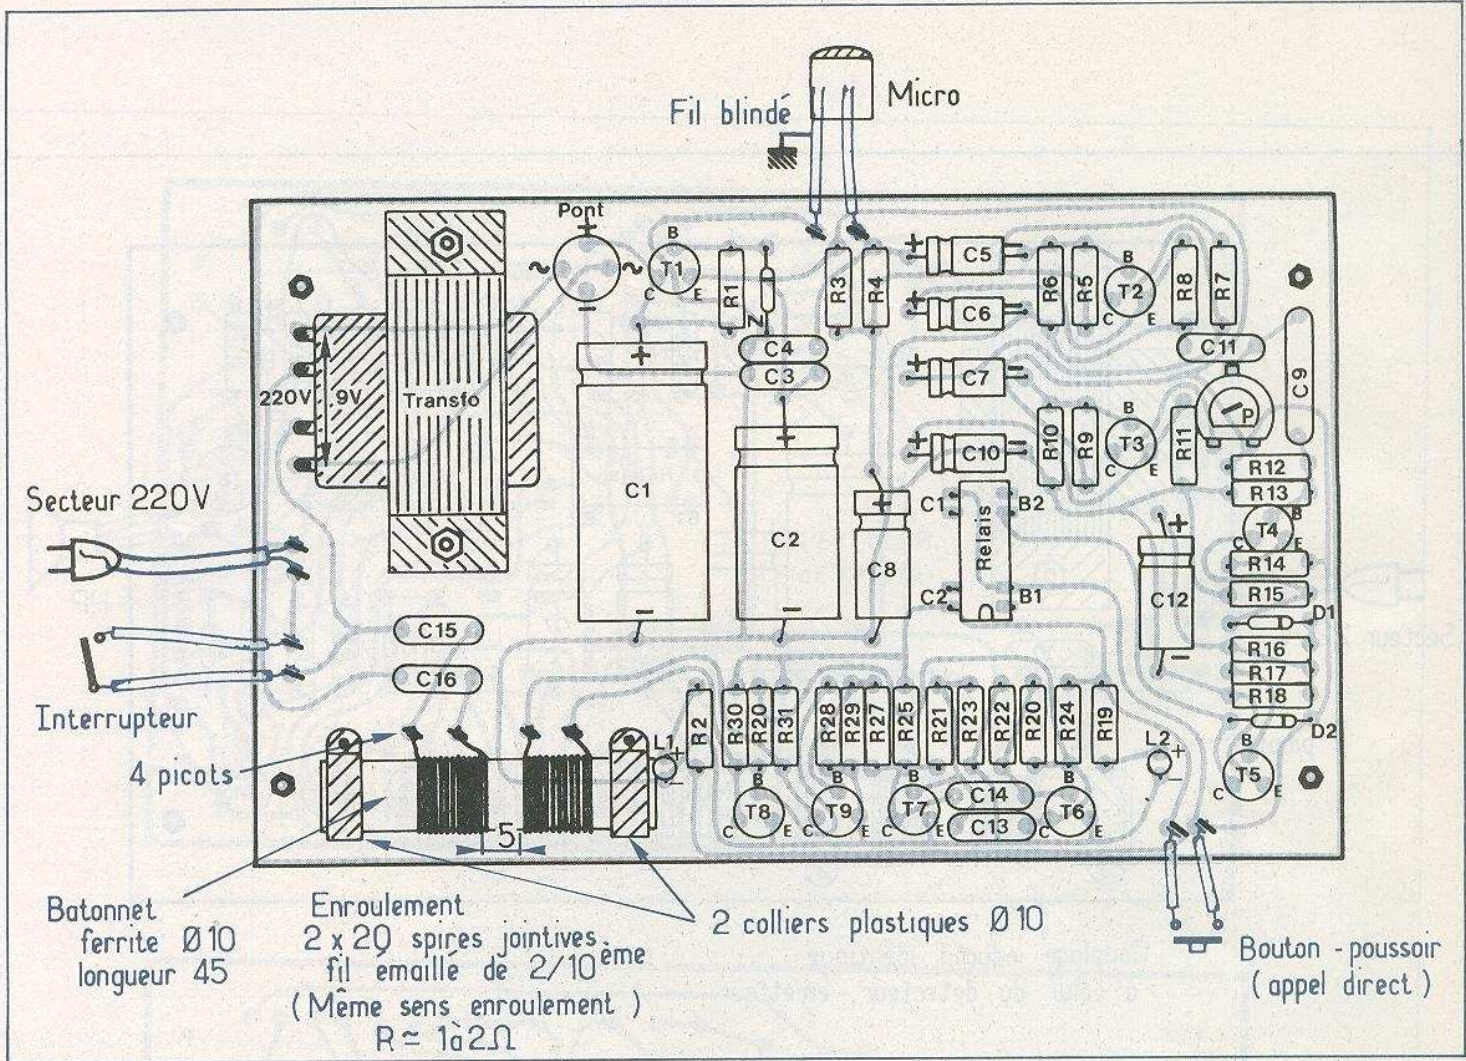 Micro
Fil blindé
Pont
+
~
~
-
B
T1
C
E
R1
Z
R3
R4
+
C5
-
+
C6
-
R6
R5
B
T2
C
E
R8
R7
C11
C9
P
C4
C3
+
C7
-
220V
9V
Transfo
+
C1
-
+
C2
-
+
C10
-
R10
R9
B
T3
C
E
R11
R12
R13
B
T4
C
E
R14
R15
D1
R16
R17
R18
D2
+
C8
-
C1
B2
Relais
C2
B1
+
C12
-
Secteur 220V
Interrupteur
C15
C16
4 picots
L1
+
-
R2
R30
R20
R31
R28
R29
R27
R25
R21
R23
R22
R20
R24
R19
L2
+
-
B
T5
C
E
B
T8
C
E
T9
C
E
B
T7
C
E
C14
C13
B
T6
C
E
5
Batonnet
ferrite Ø10
longueur 45
Enroulement
2 x 20 spires jointives
fil emaillé de 2/10ème
(Même sens enroulement)
R ≃ 1à2Ω
2 colliers plastiques Ø10
Bouton - poussoir
(appel direct)